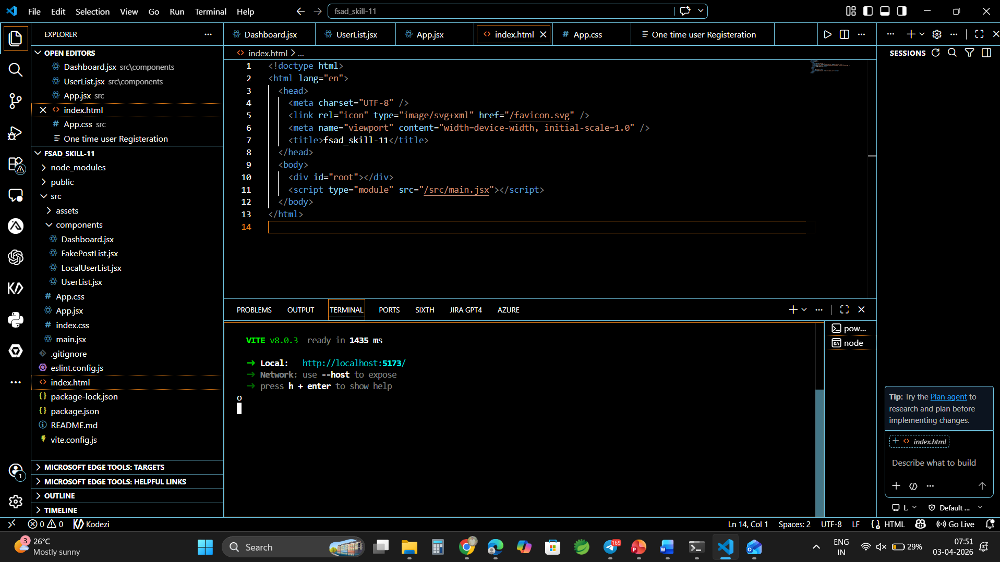 File Edit Selection View Go Run Terminal Help
fsad_skill-11
EXPLORER
OPEN EDITORS
Dashboard.jsx src\components
UserList.jsx src\components
App.jsx src
index.html
App.css src
One time user Registeration
FSAD_SKILL-11
node_modules
public
src
assets
components
Dashboard.jsx
FakePostList.jsx
LocalUserList.jsx
UserList.jsx
App.css
App.jsx
index.css
main.jsx
.gitignore
eslint.config.js
index.html
package-lock.json
package.json
README.md
vite.config.js
MICROSOFT EDGE TOOLS: TARGETS
MICROSOFT EDGE TOOLS: HELPFUL LINKS
OUTLINE
TIMELINE
Dashboard.jsx UserList.jsx App.jsx index.html App.css One time user Registeration
index.html > ...
1 <!doctype html>
2 <html lang="en">
3 <head>
4 <meta charset="UTF-8" />
5 <link rel="icon" type="image/svg+xml" href="/favicon.svg" />
6 <meta name="viewport" content="width=device-width, initial-scale=1.0" />
7 <title>fsad_skill-11</title>
8 </head>
9 <body>
10 <div id="root"></div>
11 <script type="module" src="/src/main.jsx"></script>
12 </body>
13 </html>
14
PROBLEMS OUTPUT TERMINAL PORTS SIXTH JIRA GPT4 AZURE
VITE v8.0.3 ready in 1435 ms
➜ Local: http://localhost:5173/
➜ Network: use --host to expose
➜ press h + enter to show help
o
pow...
node
SESSIONS
Tip: Try the Plan agent to
research and plan before
implementing changes.
index.html
Describe what to build
L
Default ...
0 0 Kodezi
Ln 14, Col 1 Spaces: 2 UTF-8 LF HTML Go Live
1
3
26°C
Mostly sunny
Search
169
ENG
IN
29%
07:51
03-04-2026